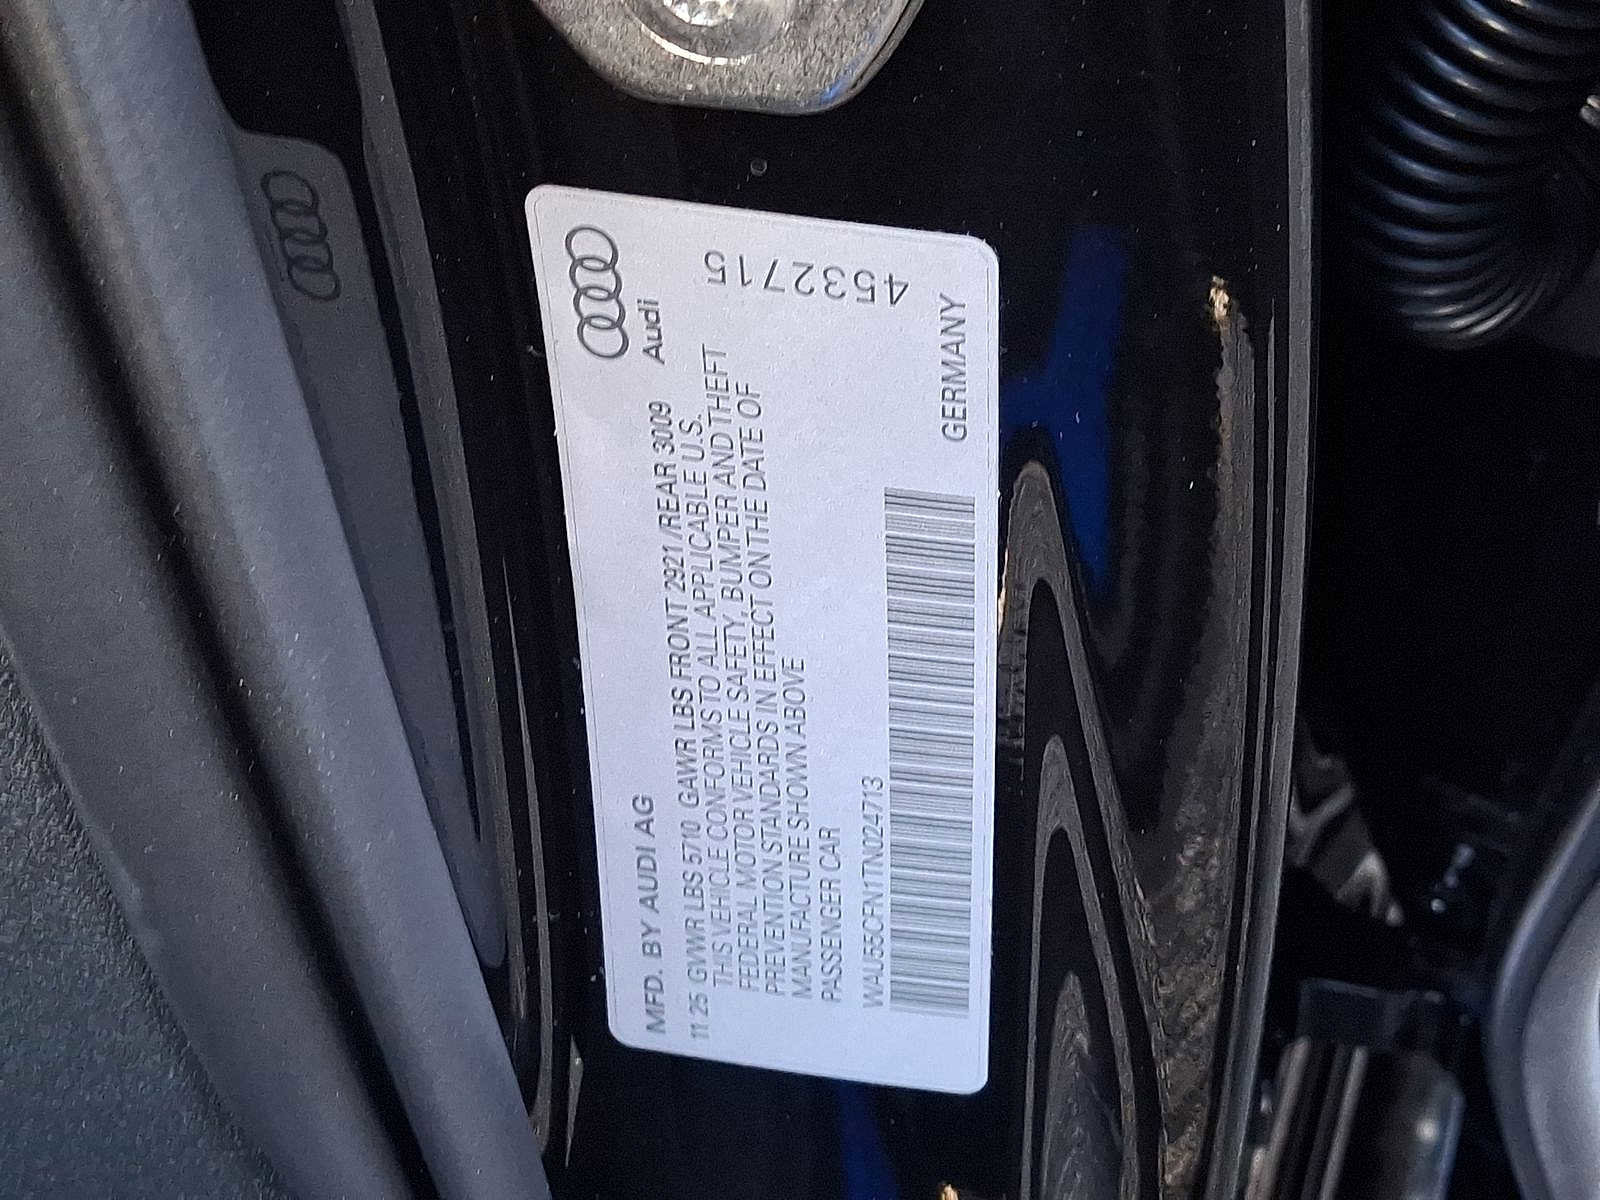 Audi
MFD. BY AUDI AG
11 25 GVWR LBS 5710 GAWR LBS FRONT 2921 /REAR 3009
THIS VEHICLE CONFORMS TO ALL APPLICABLE U.S.
FEDERAL MOTOR VEHICLE SAFETY, BUMPER AND THEFT
PREVENTION STANDARDS IN EFFECT ON THE DATE OF
MANUFACTURE SHOWN ABOVE
PASSENGER CAR
4532715
WAU55CFN1TN024713
GERMANY